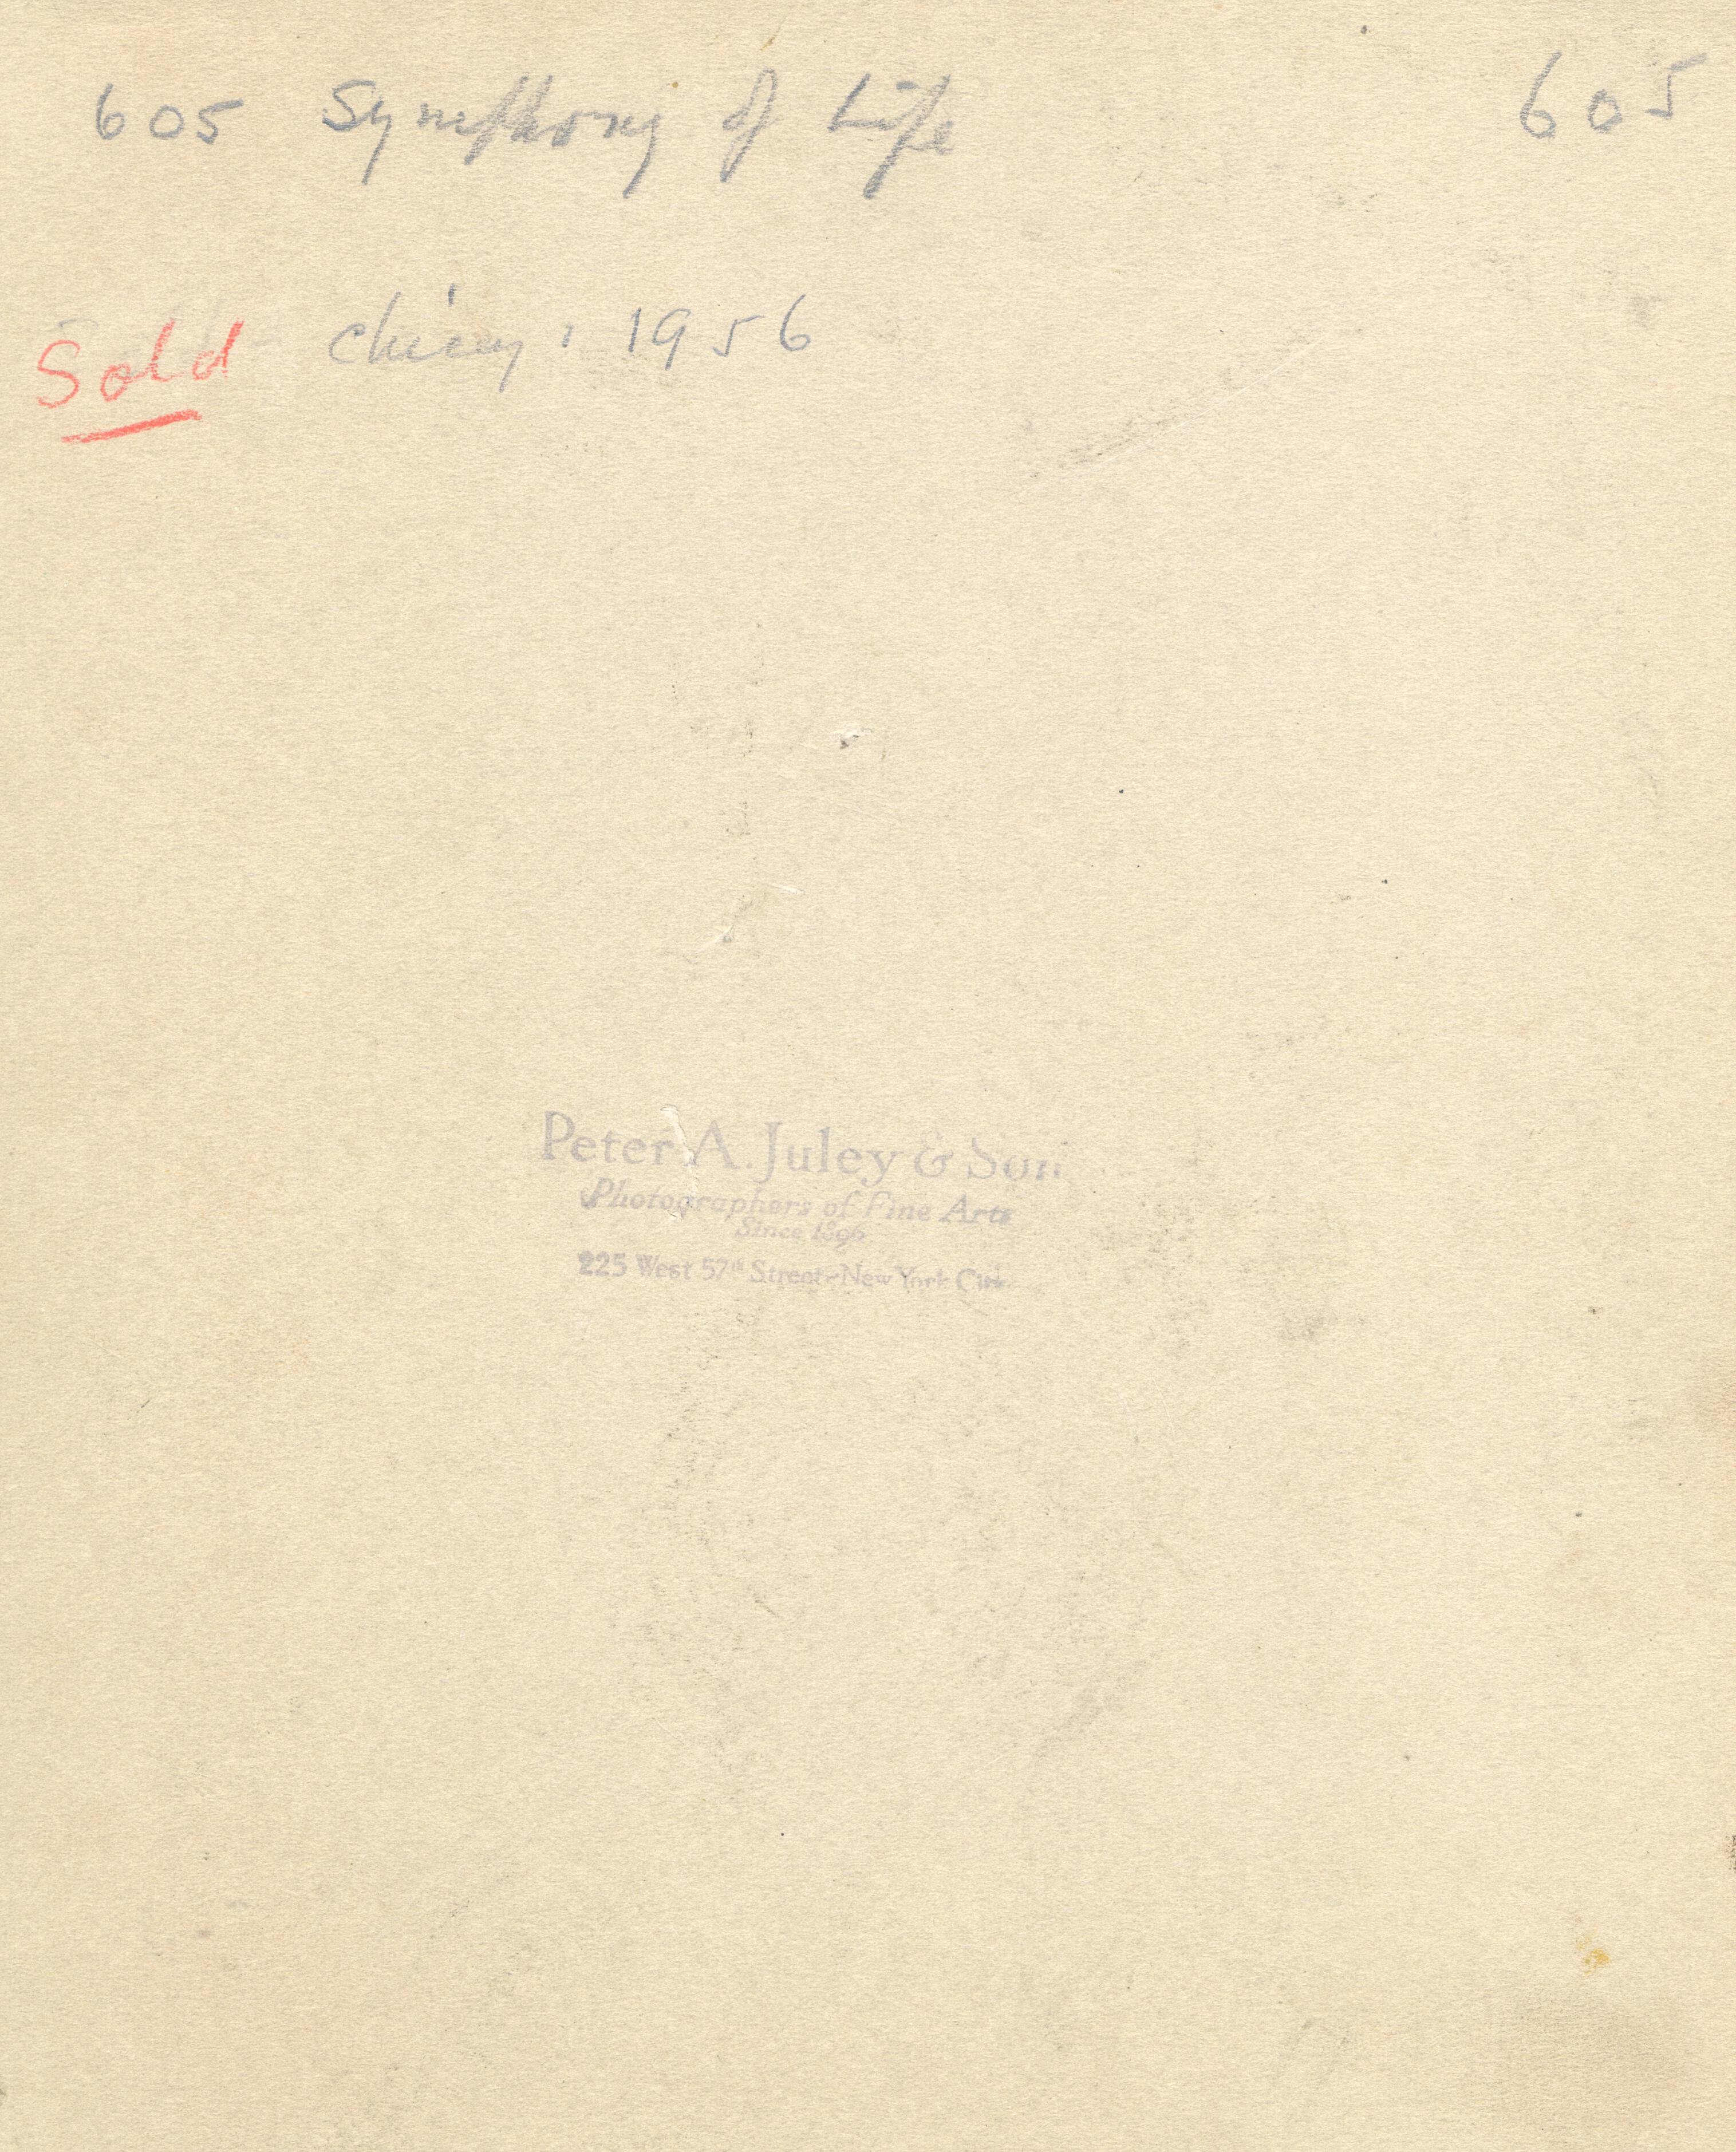 605 Symphony of Life 605
Sold 1956
Peter A. Juley & Son
Photographers of Fine Arts
Since 1896
225 West 57th Street - New York City